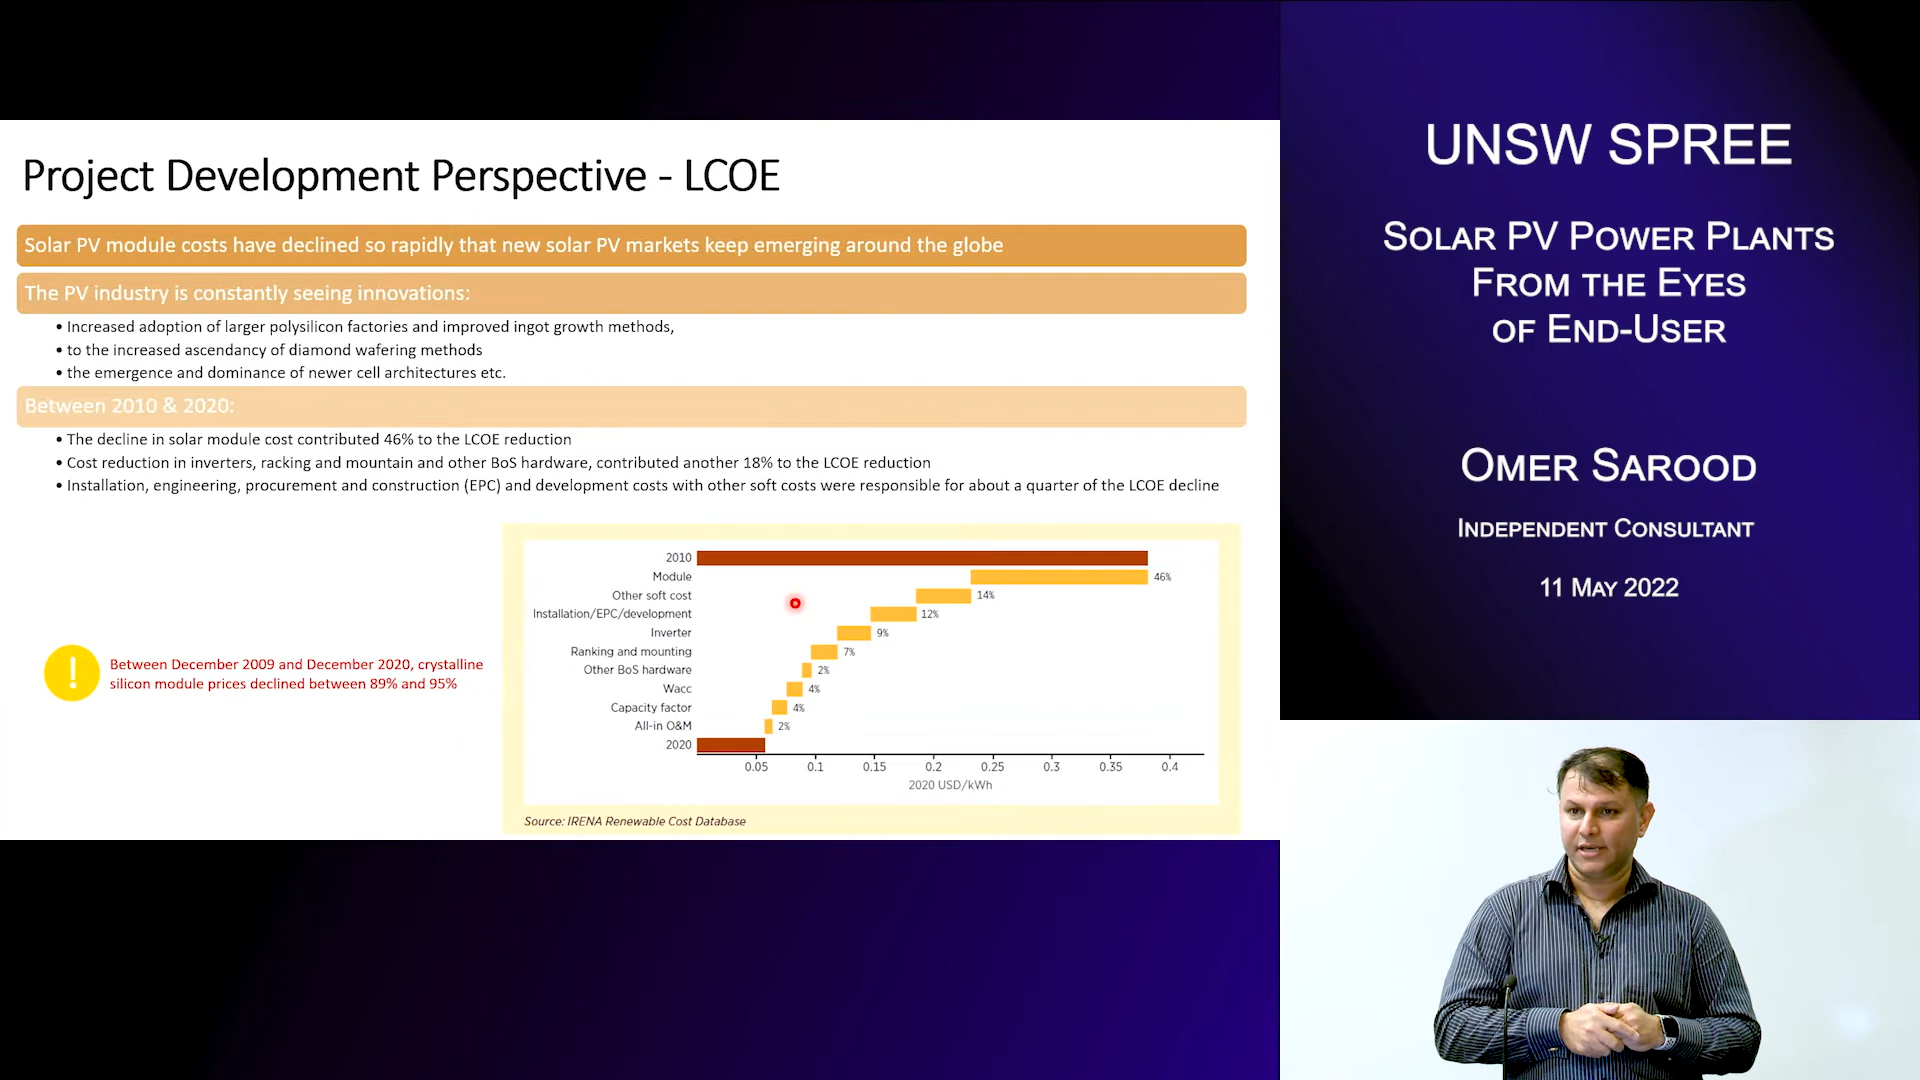 Project Development Perspective - LCOE
Solar PV module costs have declined so rapidly that new solar PV markets keep emerging around the globe
The PV industry is constantly seeing innovations:
• Increased adoption of larger polysilicon factories and improved ingot growth methods,
• to the increased ascendancy of diamond wafering methods
• the emergence and dominance of newer cell architectures etc.
Between 2010 & 2020:
• The decline in solar module cost contributed 46% to the LCOE reduction
• Cost reduction in inverters, racking and mountain and other BoS hardware, contributed another 18% to the LCOE reduction
• Installation, engineering, procurement and construction (EPC) and development costs with other soft costs were responsible for about a quarter of the LCOE decline
!
Between December 2009 and December 2020, crystalline
silicon module prices declined between 89% and 95%
2010
Module 46%
Other soft cost 14%
Installation/EPC/development 12%
Inverter 9%
Ranking and mounting 7%
Other BoS hardware 2%
Wacc 4%
Capacity factor 4%
All-in O&M 2%
2020
0.05 0.1 0.15 0.2 0.25 0.3 0.35 0.4
2020 USD/kWh
Source: IRENA Renewable Cost Database
UNSW SPREE
Solar PV Power Plants
From the Eyes
of End-User
Omer Sarood
Independent Consultant
11 May 2022